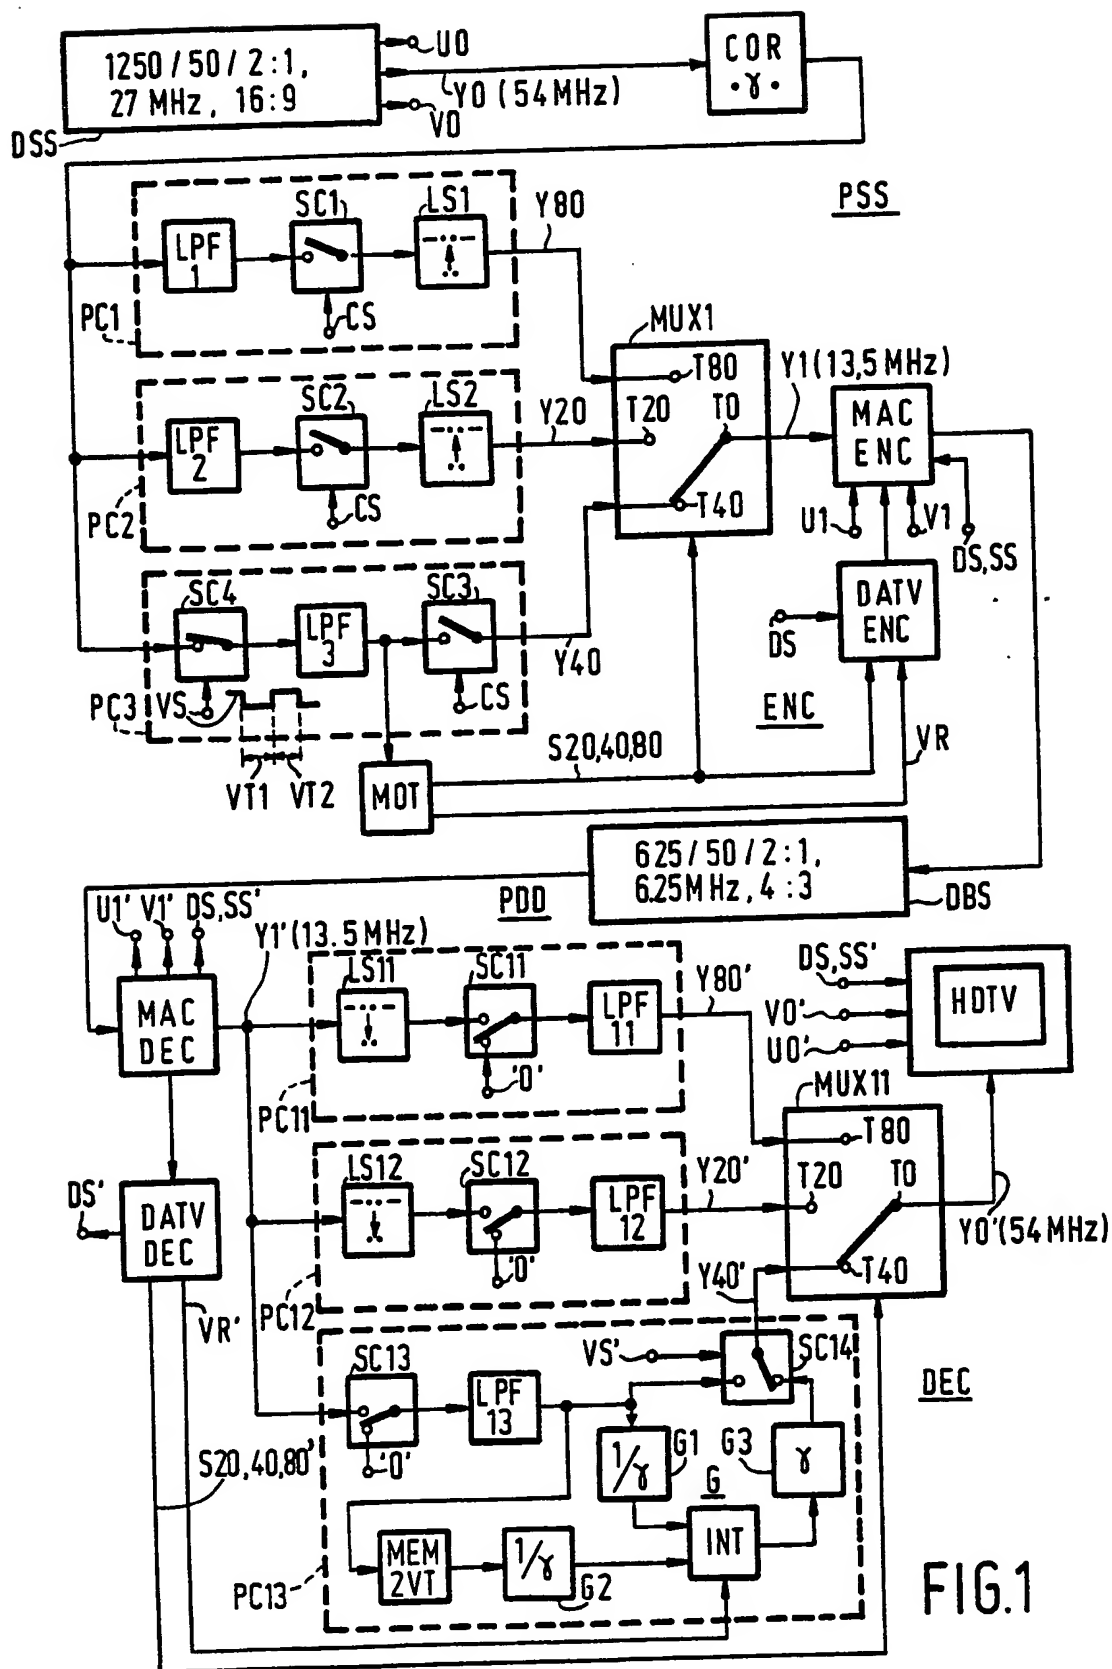 1250/50/2:1,
27 MHz, 16:9
DSS
U0
Y0 (54 MHz)
V0
COR
·γ·
PSS
SC1
LS1
Y80
LPF
1
CS
PC1
MUX1
T80
T20
T0
T40
Y1 (13,5 MHz)
SC2
LS2
Y20
LPF
2
CS
PC2
MAC
ENC
U1
V1
DS,SS
SC4
LPF
3
SC3
Y40
CS
PC3
VS
VT1
VT2
DATV
ENC
DS
ENC
VR
S20,40,80
MOT
625/50/2:1,
6.25MHz, 4:3
DBS
PDD
U1' V1' DS,SS'
Y1' (13.5 MHz)
MAC
DEC
LS11
SC11
LPF
11
'0'
PC11
Y80'
DS,SS'
V0'
U0'
HDTV
MUX11
T80
T20
T0
T40
Y0' (54 MHz)
LS12
SC12
LPF
12
'0'
PC12
Y20'
DS'
DATV
DEC
VR'
Y40'
VS'
SC14
DEC
SC13
LPF
13
'0'
S20,40,80'
1/γ
G1
G
G3
γ
MEM
2VT
1/γ
G2
INT
PC13
FIG.1